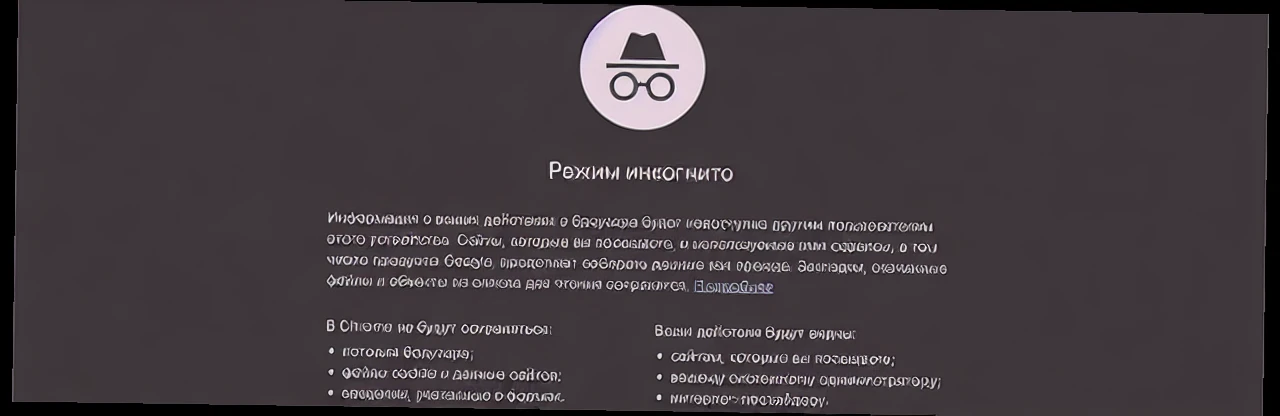 Режим инкогнито
Информация о ваших действиях в браузере будет недоступна другим пользователям
этого устройства. Сайты, которые вы посещаете, и используемые ими сервисы, в том
числе продукты Google, продолжат собирать данные как прежде. Закладки, скачанные
файлы и объекты из списка для чтения сохранятся. Подробнее
В Chrome не будут сохраняться:
Ваши действия будут видны:
• история браузера;
• сайтам, которые вы посещаете;
• файлы cookie и данные сайтов;
• вашему системному администратору;
• сведения, указанные в формах.
• интернет-провайдеру.